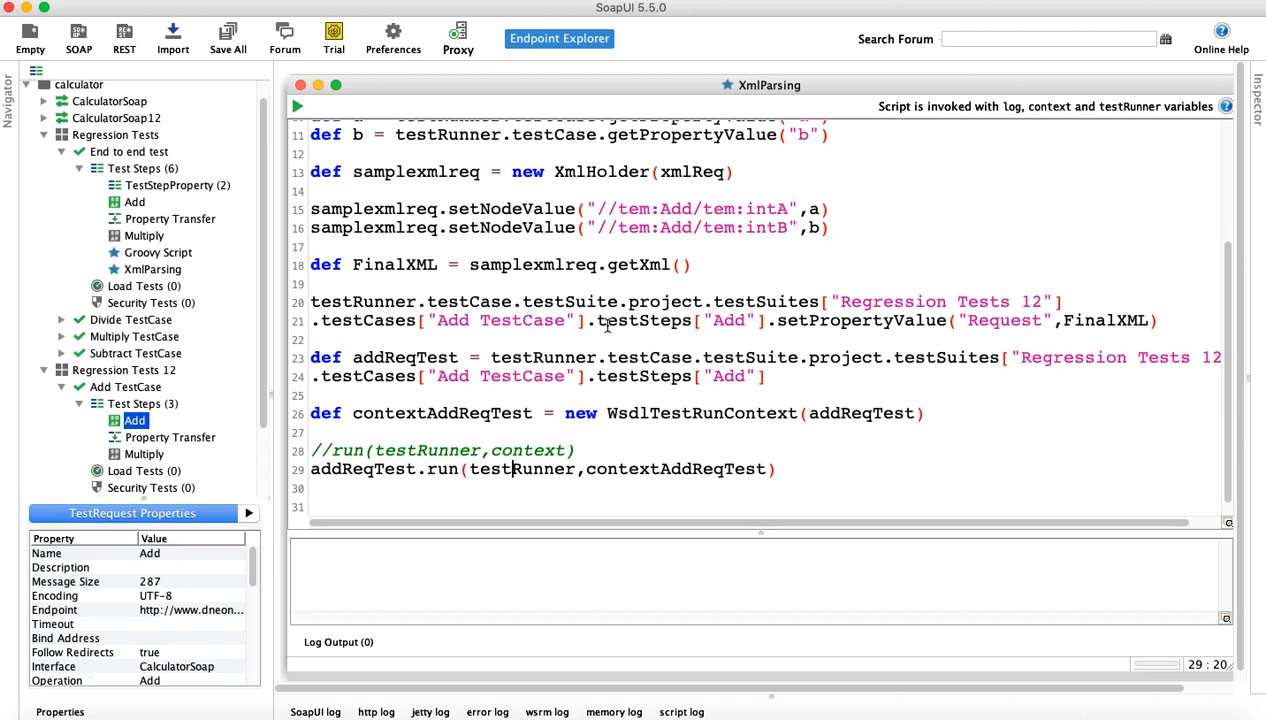 SoapUI 5.5.0
Empty SOAP REST Import Save All Forum Trial Preferences Proxy Endpoint Explorer Search Forum Online Help
Navigator
Inspector
calculator
CalculatorSoap
CalculatorSoap12
Regression Tests
End to end test
Test Steps (6)
TestStepProperty (2)
Add
Property Transfer
Multiply
Groovy Script
XmlParsing
Load Tests (0)
Security Tests (0)
Divide TestCase
Multiply TestCase
Subtract TestCase
Regression Tests 12
Add TestCase
Test Steps (3)
Add
Property Transfer
Multiply
Load Tests (0)
Security Tests (0)
TestRequest Properties
Property Value
Name Add
Description
Message Size 287
Encoding UTF-8
Endpoint http://www.dneon...
Timeout
Bind Address
Follow Redirects true
Interface CalculatorSoap
Operation Add
Properties
XmlParsing
Script is invoked with log, context and testRunner variables
11 def b = testRunner.testCase.getPropertyValue("b")
12
13 def samplexmlreq = new XmlHolder(xmlReq)
14
15 samplexmlreq.setNodeValue("//tem:Add/tem:intA",a)
16 samplexmlreq.setNodeValue("//tem:Add/tem:intB",b)
17
18 def FinalXML = samplexmlreq.getXml()
19
20 testRunner.testCase.testSuite.project.testSuites["Regression Tests 12"]
21 .testCases["Add TestCase"].testSteps["Add"].setPropertyValue("Request",FinalXML)
22
23 def addReqTest = testRunner.testCase.testSuite.project.testSuites["Regression Tests 12
24 .testCases["Add TestCase"].testSteps["Add"]
25
26 def contextAddReqTest = new WsdlTestRunContext(addReqTest)
27
28 //run(testRunner,context)
29 addReqTest.run(testRunner,contextAddReqTest)
30
31
Log Output (0)
29 : 20
SoapUI log http log jetty log error log wsrm log memory log script log